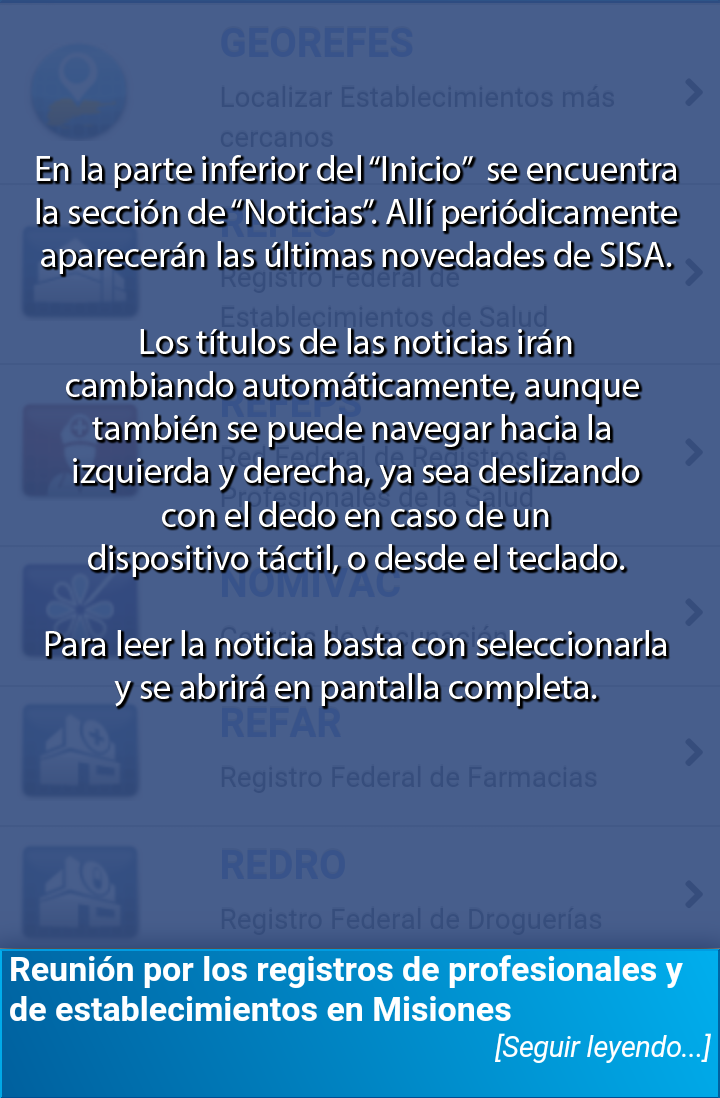 GEOREFES
Localizar Establecimientos más
cercanos
En la parte inferior del “Inicio” se encuentra
la sección de “Noticias”. Allí periódicamente
REFES
aparecerán las últimas novedades de SISA.
Registro Federal de
Establecimientos de Salud
Los títulos de las noticias irán
cambiando automáticamente, aunque
REFEPS
también se puede navegar hacia la
Red Federal de Registros de
izquierda y derecha, ya sea deslizando
Profesionales de la Salud
con el dedo en caso de un
dispositivo táctil, o desde el teclado.
NOMIVAC
Centros de Vacunación
Para leer la noticia basta con seleccionarla
y se abrirá en pantalla completa.
REFAR
Registro Federal de Farmacias
REDRO
Registro Federal de Droguerías
Reunión por los registros de profesionales y
de establecimientos en Misiones
[Seguir leyendo...]